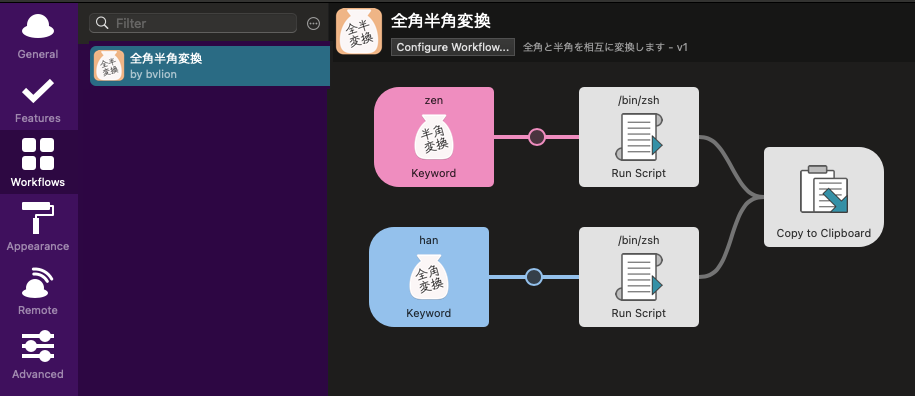 General
Features
Workflows
Appearance
Remote
Advanced
Filter
全半
変換
全角半角変換
by bvlion
全半
変換
全角半角変換
Configure Workflow...
全角と半角を相互に変換します - v1
zen
半角
変換
Keyword
/bin/zsh
Run Script
han
全角
変換
Keyword
/bin/zsh
Run Script
Copy to Clipboard